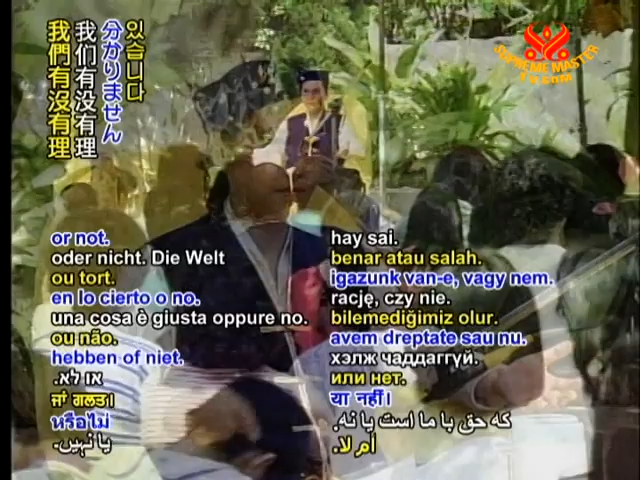 있습니다
分かりません
我们有没有理
我們有沒有理
SUPREME MASTER
TV.COM
or not.
oder nicht. Die Welt
ou tort.
en lo cierto o no.
una cosa è giusta oppure no.
ou não.
hebben of niet.
או לא.
ਜਾਂ ਗਲਤ।
หรือไม่
یا نہیں.
hay sai.
benar atau salah.
igazunk van-e, vagy nem.
rację, czy nie.
bilemediğimiz olur.
avem dreptate sau nu.
хэлж чаддаггүй.
или нет.
या नहीं।
که حق با ما است یا نه.
أم لا.